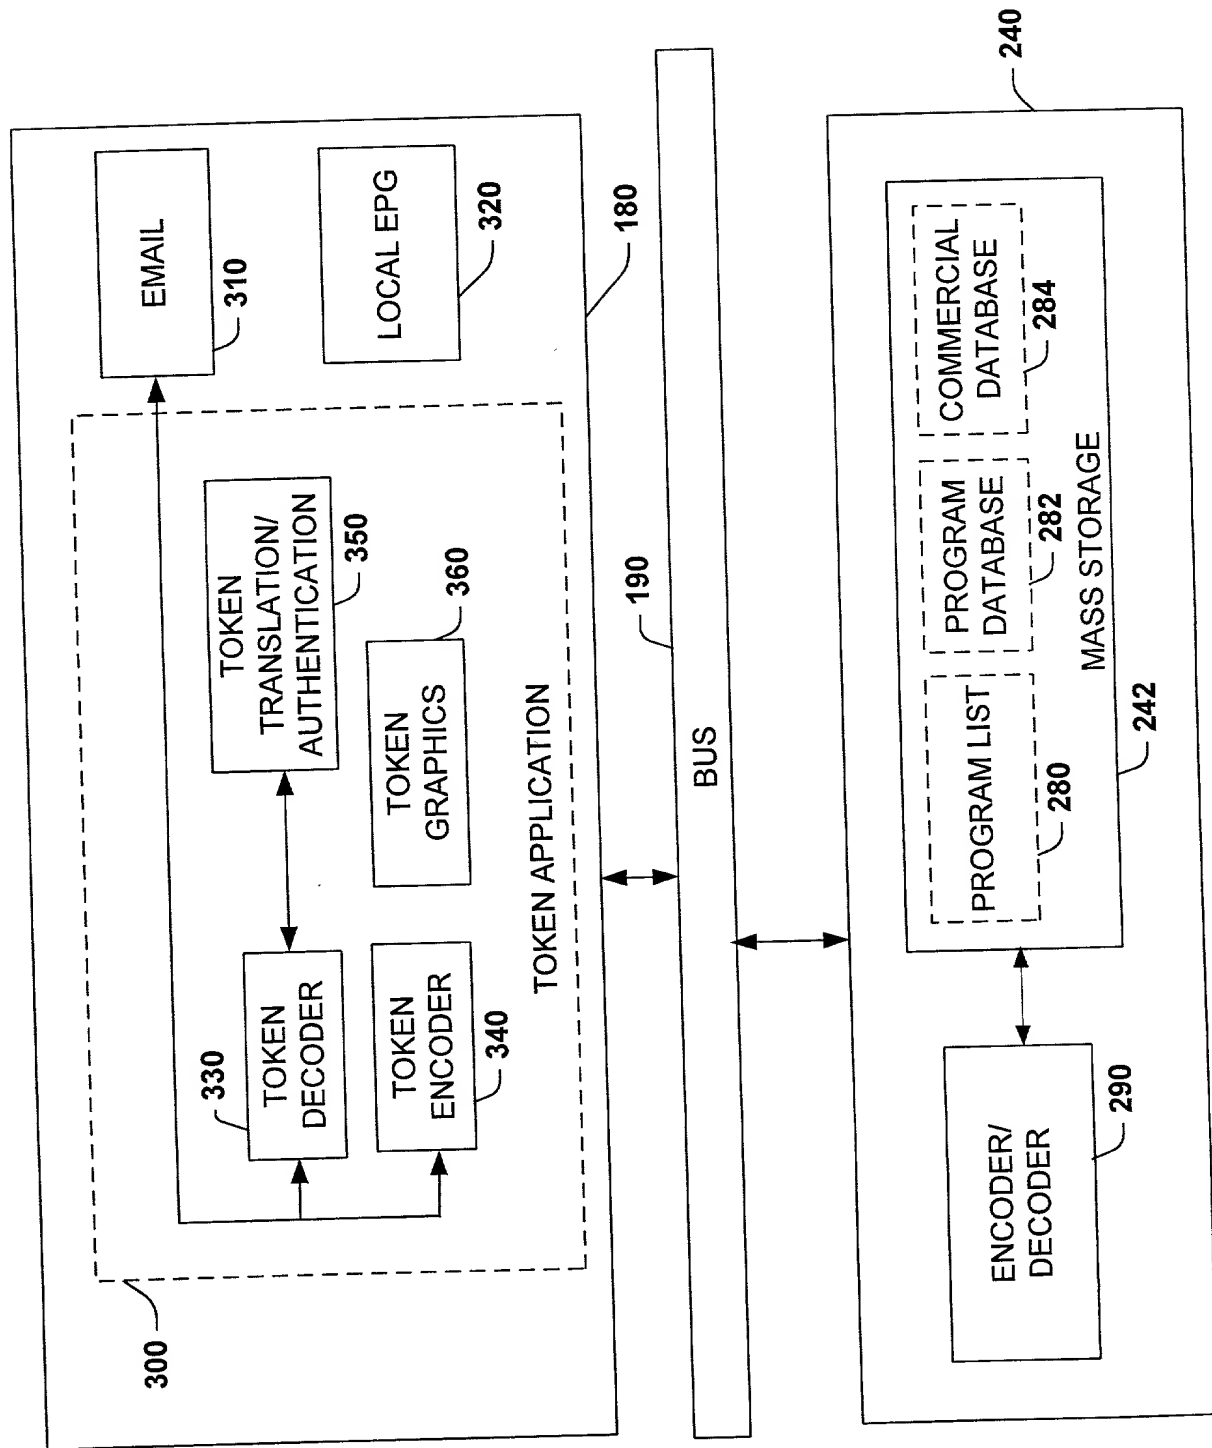 300
330
TOKEN
DECODER
TOKEN
ENCODER
340
TOKEN
TRANSLATION/
AUTHENTICATION
350
TOKEN
GRAPHICS
360
TOKEN APPLICATION
EMAIL
310
LOCAL EPG
320
180
190
BUS
240
ENCODER/
DECODER
290
PROGRAM LIST
280
PROGRAM
DATABASE
282
COMMERCIAL
DATABASE
284
MASS STORAGE
242